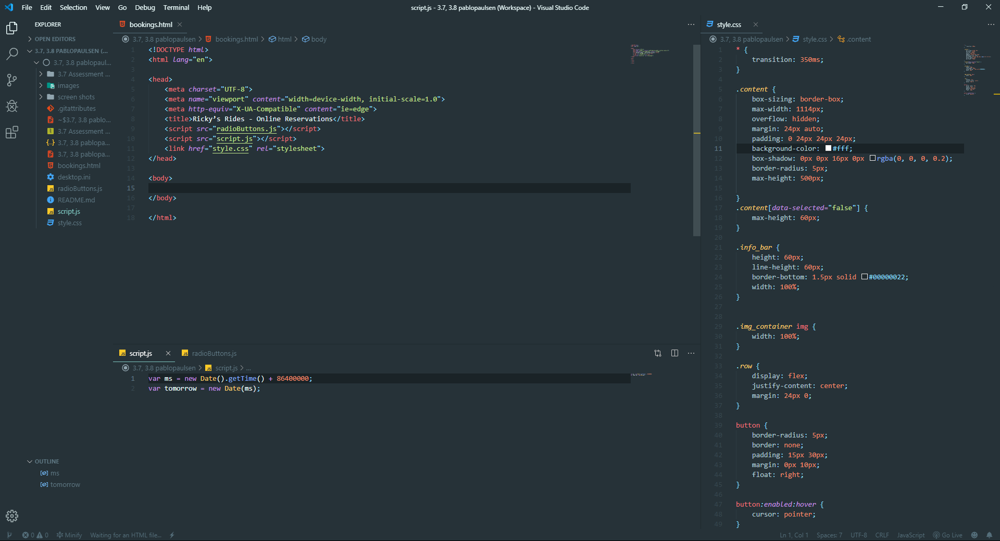 File Edit Selection View Go Debug Terminal Help
script.js - 3.7, 3.8 pablopaulsen (Workspace) - Visual Studio Code
EXPLORER
OPEN EDITORS
3.7, 3.8 PABLOPAULSEN (...
3.7, 3.8 pablopaul...
3.7 Assessment ...
images
screen shots
.gitattributes
~$3.7, 3.8 pablo...
3.7 Assessment ...
3.7, 3.8 pablopa...
3.7, 3.8 pablopa...
bookings.html
desktop.ini
radioButtons.js
README.md
script.js
style.css
OUTLINE
ms
tomorrow
bookings.html
3.7, 3.8 pablopaulsen > bookings.html > html > body
1 <!DOCTYPE html>
2 <html lang="en">
3
4 <head>
5 <meta charset="UTF-8">
6 <meta name="viewport" content="width=device-width, initial-scale=1.0">
7 <meta http-equiv="X-UA-Compatible" content="ie=edge">
8 <title>Ricky’s Rides - Online Reservations</title>
9 <script src="radioButtons.js"></script>
10 <script src="script.js"></script>
11 <link href="style.css" rel="stylesheet">
12 </head>
13
14 <body>
15
16 </body>
17
18 </html>
script.js radioButtons.js
3.7, 3.8 pablopaulsen > script.js > ...
1 var ms = new Date().getTime() + 86400000;
2 var tomorrow = new Date(ms);
style.css
3.7, 3.8 pablopaulsen > style.css > .content
1 * {
2 transition: 350ms;
3 }
4
5 .content {
6 box-sizing: border-box;
7 max-width: 1114px;
8 overflow: hidden;
9 margin: 24px auto;
10 padding: 0 24px 24px 24px;
11 background-color: #fff;
12 box-shadow: 0px 0px 16px 0px rgba(0, 0, 0, 0.2);
13 border-radius: 5px;
14 max-height: 500px;
15
16 }
17 .content[data-selected="false"] {
18 max-height: 60px;
19 }
20
21 .info_bar {
22 height: 60px;
23 line-height: 60px;
24 border-bottom: 1.5px solid #00000022;
25 width: 100%;
26 }
27
28
29 .img_container img {
30 width: 100%;
31 }
32
33 .row {
34 display: flex;
35 justify-content: center;
36 margin: 24px 0;
37 }
38
39 button {
40 border-radius: 5px;
41 border: none;
42 padding: 15px 30px;
43 margin: 0px 10px;
44 float: right;
45 }
46
47 button:enabled:hover {
48 cursor: pointer;
49 }
0 0 Minify Waiting for an HTML file...
Ln 1, Col 1 Spaces: 7 UTF-8 CRLF JavaScript Go Live